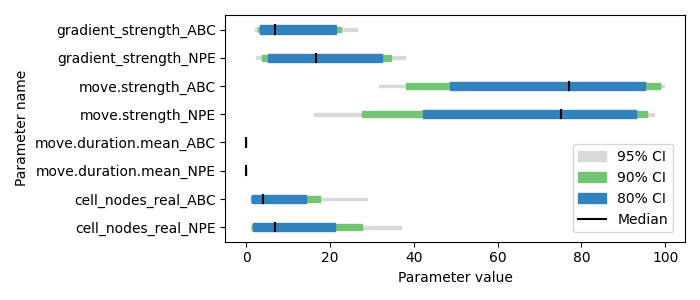 gradient_strength_ABC
gradient_strength_NPE
move.strength_ABC
move.strength_NPE
move.duration.mean_ABC
move.duration.mean_NPE
cell_nodes_real_ABC
cell_nodes_real_NPE
Parameter name
95% CI
90% CI
80% CI
Median
0 20 40 60 80 100
Parameter value